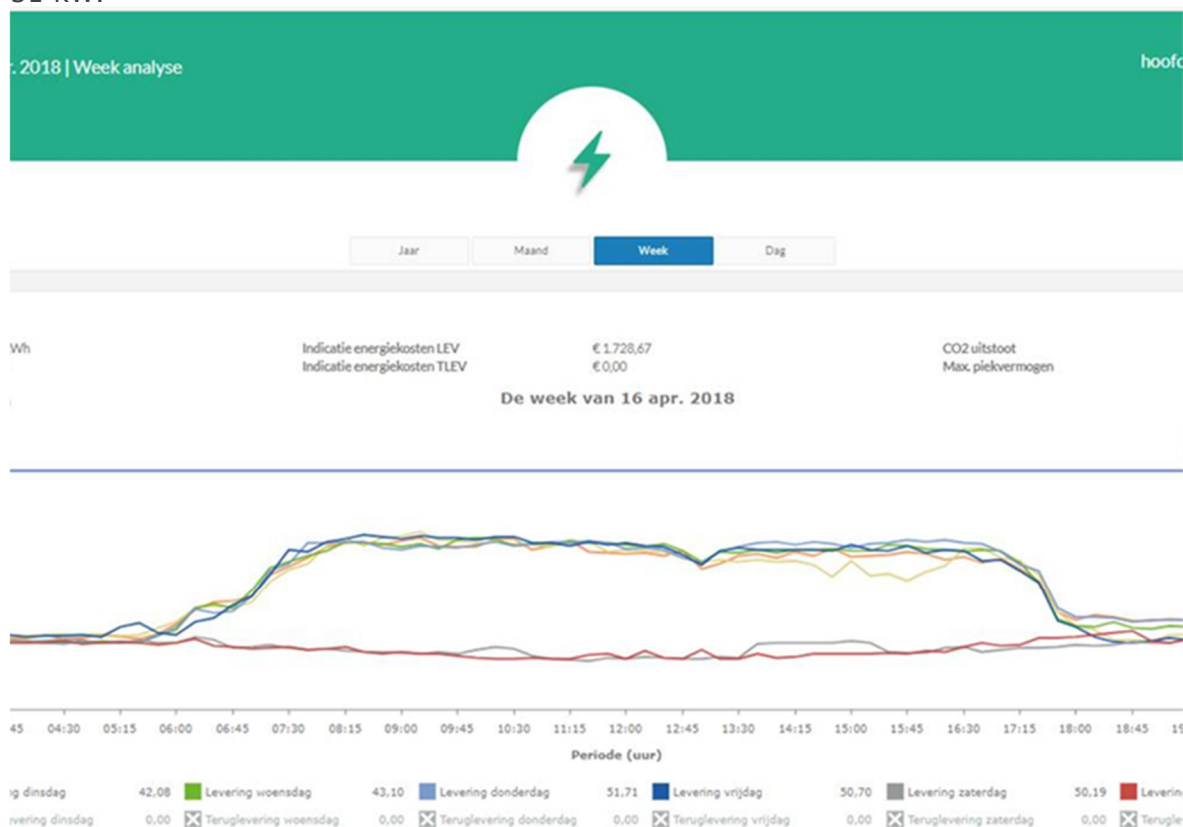 r. 2018 | Week analyse
hoofd
Jaar Maand Week Dag
Wh Indicatie energiekosten LEV € 1.728,67 CO2 uitstoot
Indicatie energiekosten TLEV € 0,00 Max. piekvermogen
De week van 16 apr. 2018
45 04:30 05:15 06:00 06:45 07:30 08:15 09:00 09:45 10:30 11:15 12:00 12:45 13:30 14:15 15:00 15:45 16:30 17:15 18:00 18:45 19
Periode (uur)
g dinsdag 42,08 Levering woensdag 43,10 Levering donderdag 51,71 Levering vrijdag 50,70 Levering zaterdag 50,19 Levering
evering dinsdag 0,00 Teruglevering woensdag 0,00 Teruglevering donderdag 0,00 Teruglevering vrijdag 0,00 Teruglevering zaterdag 0,00 Terugle